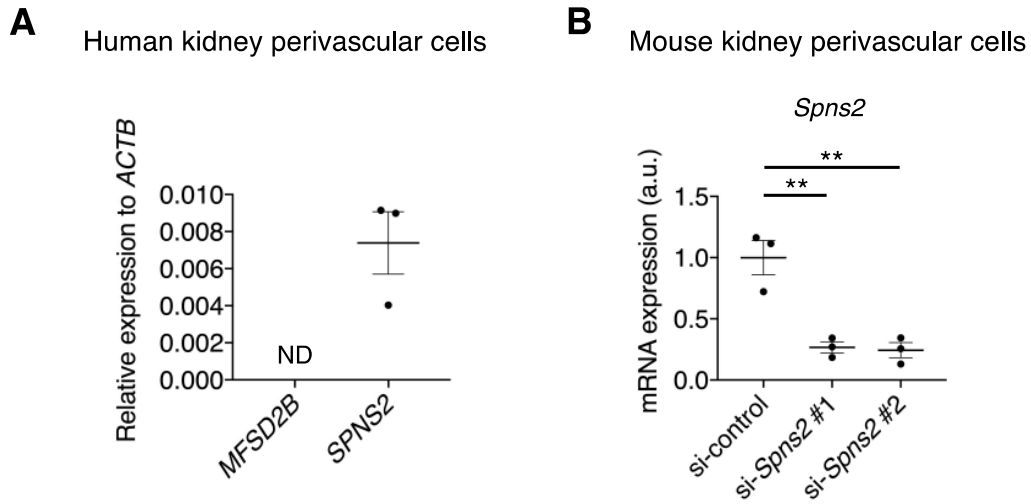 A
Human kidney perivascular cells
Relative expression to ACTB
0.010
0.008
0.006
0.004
0.002
0.000
ND
MFSD2B
SPNS2
B
Mouse kidney perivascular cells
Spns2
mRNA expression (a.u.)
**
**
1.5
1.0
0.5
0.0
si-control
si-Spns2 #1
si-Spns2 #2